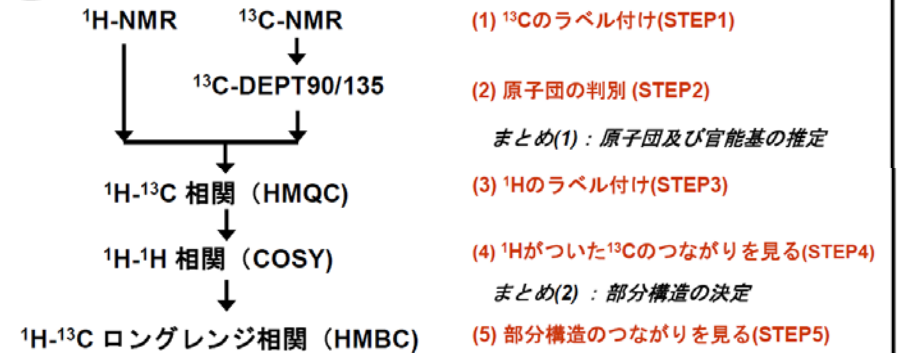 ¹H-NMR ¹³C-NMR (1) ¹³Cのラベル付け(STEP1)
¹³C-DEPT90/135 (2) 原子団の判別 (STEP2)
まとめ(1)：原子団及び官能基の推定
¹H-¹³C 相関（HMQC) (3) ¹Hのラベル付け(STEP3)
¹H-¹H 相関（COSY) (4) ¹Hがついた¹³Cのつながりを見る(STEP4)
まとめ(2) ：部分構造の決定
¹H-¹³C ロングレンジ相関（HMBC) (5) 部分構造のつながりを見る(STEP5)